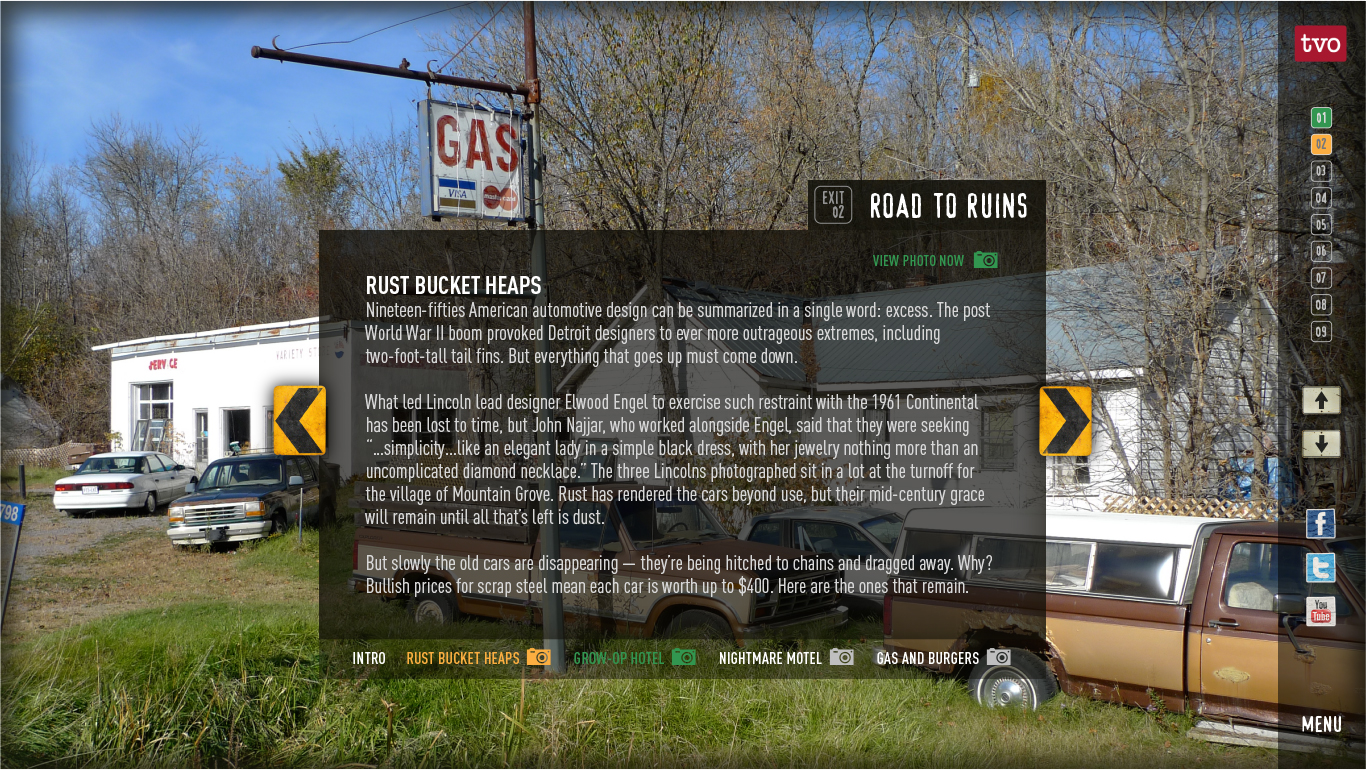 tvo
GAS
VISA
EXIT
02
ROAD TO RUINS
VIEW PHOTO NOW
RUST BUCKET HEAPS
Nineteen-fifties American automotive design can be summarized in a single word: excess. The post
World War II boom provoked Detroit designers to ever more outrageous extremes, including
two-foot-tall tail fins. But everything that goes up must come down.
What led Lincoln lead designer Elwood Engel to exercise such restraint with the 1961 Continental
has been lost to time, but John Najjar, who worked alongside Engel, said that they were seeking
“...simplicity...like an elegant lady in a simple black dress, with her jewelry nothing more than an
uncomplicated diamond necklace.” The three Lincolns photographed sit in a lot at the turnoff for
the village of Mountain Grove. Rust has rendered the cars beyond use, but their mid-century grace
will remain until all that’s left is dust.
But slowly the old cars are disappearing — they’re being hitched to chains and dragged away. Why?
Bullish prices for scrap steel mean each car is worth up to $400. Here are the ones that remain.
INTRO RUST BUCKET HEAPS GROW-OP HOTEL NIGHTMARE MOTEL GAS AND BURGERS
SERV CE
VARIETY ST
798
01
02
03
04
05
06
07
08
09
f
t
You
Tube
MENU